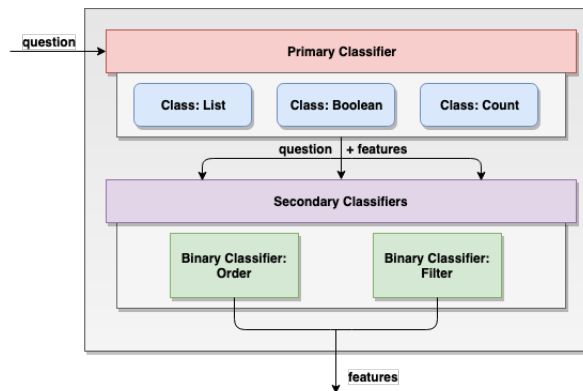 question
Primary Classifier
Class: List
Class: Boolean
Class: Count
question + features
Secondary Classifiers
Binary Classifier:
Order
Binary Classifier:
Filter
features